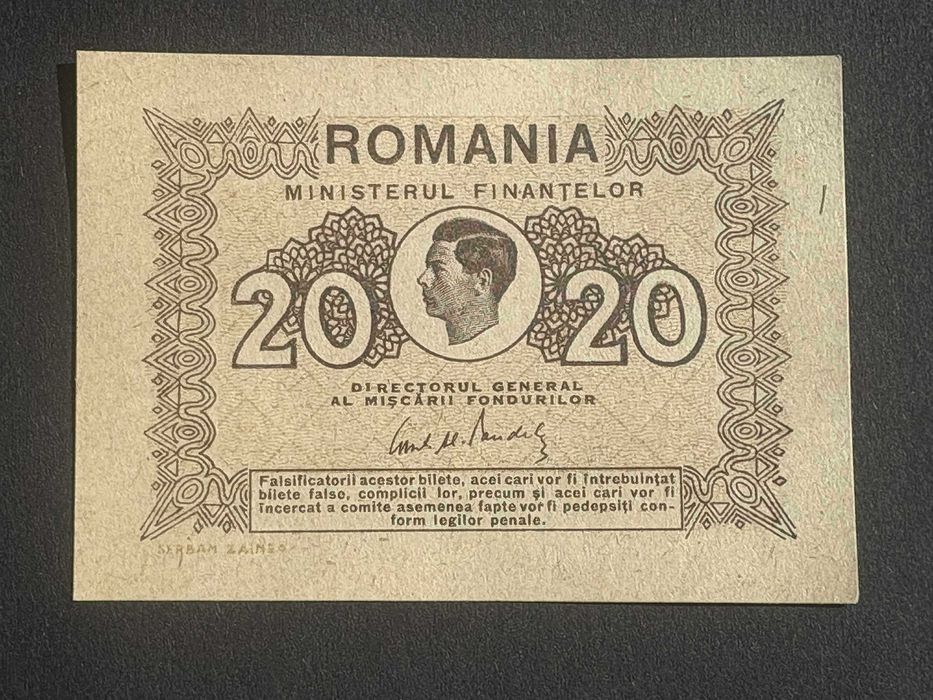 ROMANIA
MINISTERUL FINANȚELOR
20 20
DIRECTORUL GENERAL
AL MIȘCĂRII FONDURILOR
Falsificatorii acestor bilete, acei cari vor fi întrebuințat
bilete false, complicii lor, precum și acei cari vor fi
încercat a comite asemenea fapte vor fi pedepsiți con-
form legilor penale.
ȘERBAN ZAINEA